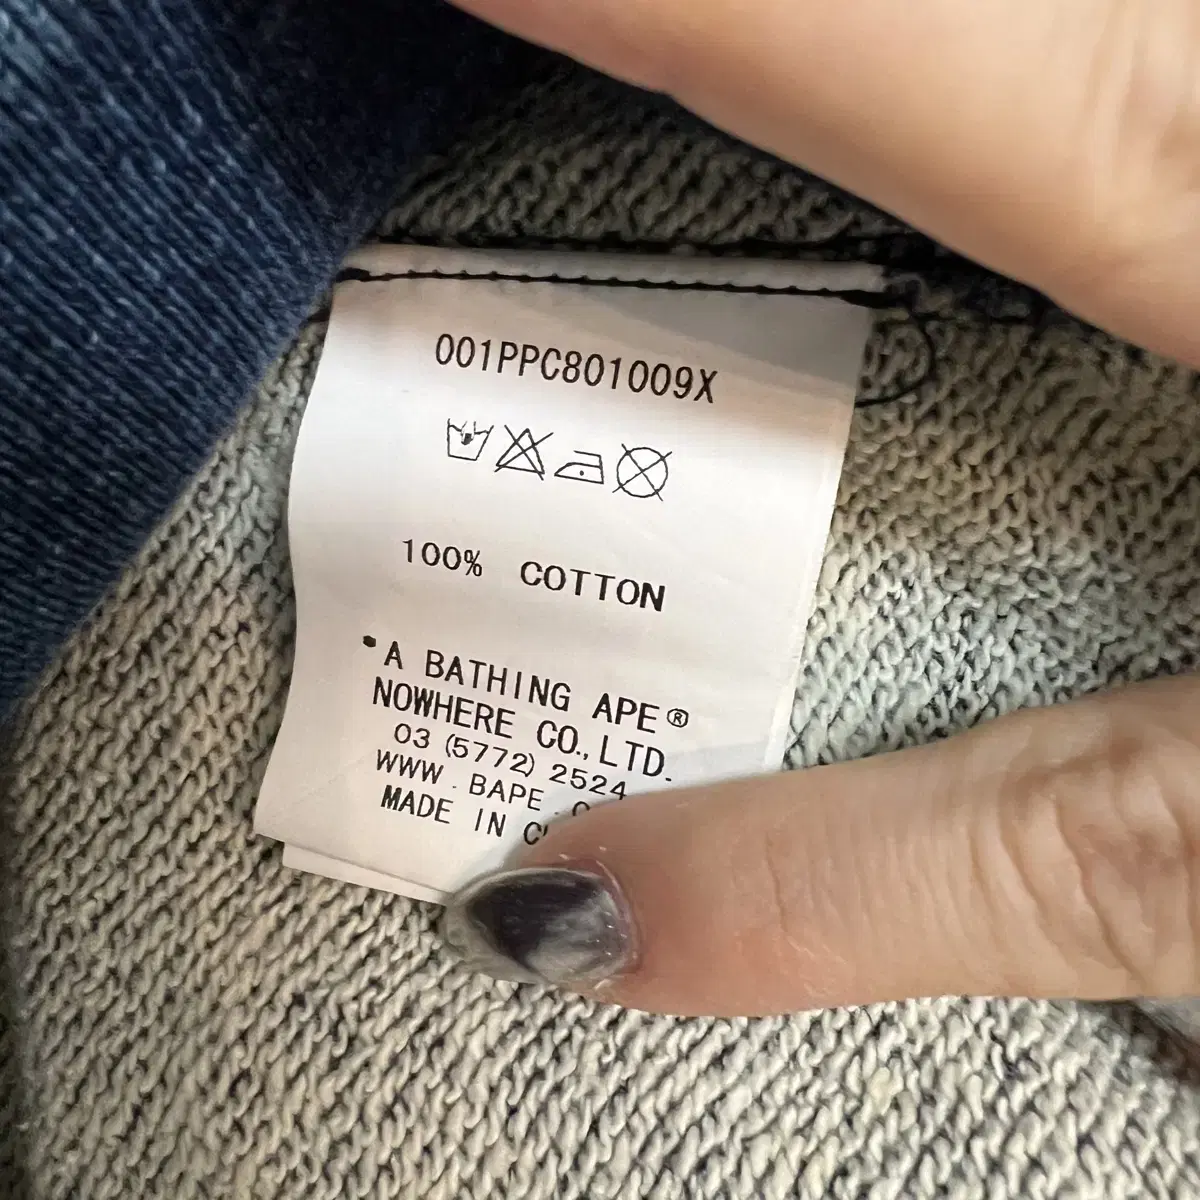 001PPC801009X
100% COTTON
"A BATHING APE®
NOWHERE CO., LTD.
03 (5772) 2524
WWW.BAPE.
MADE IN